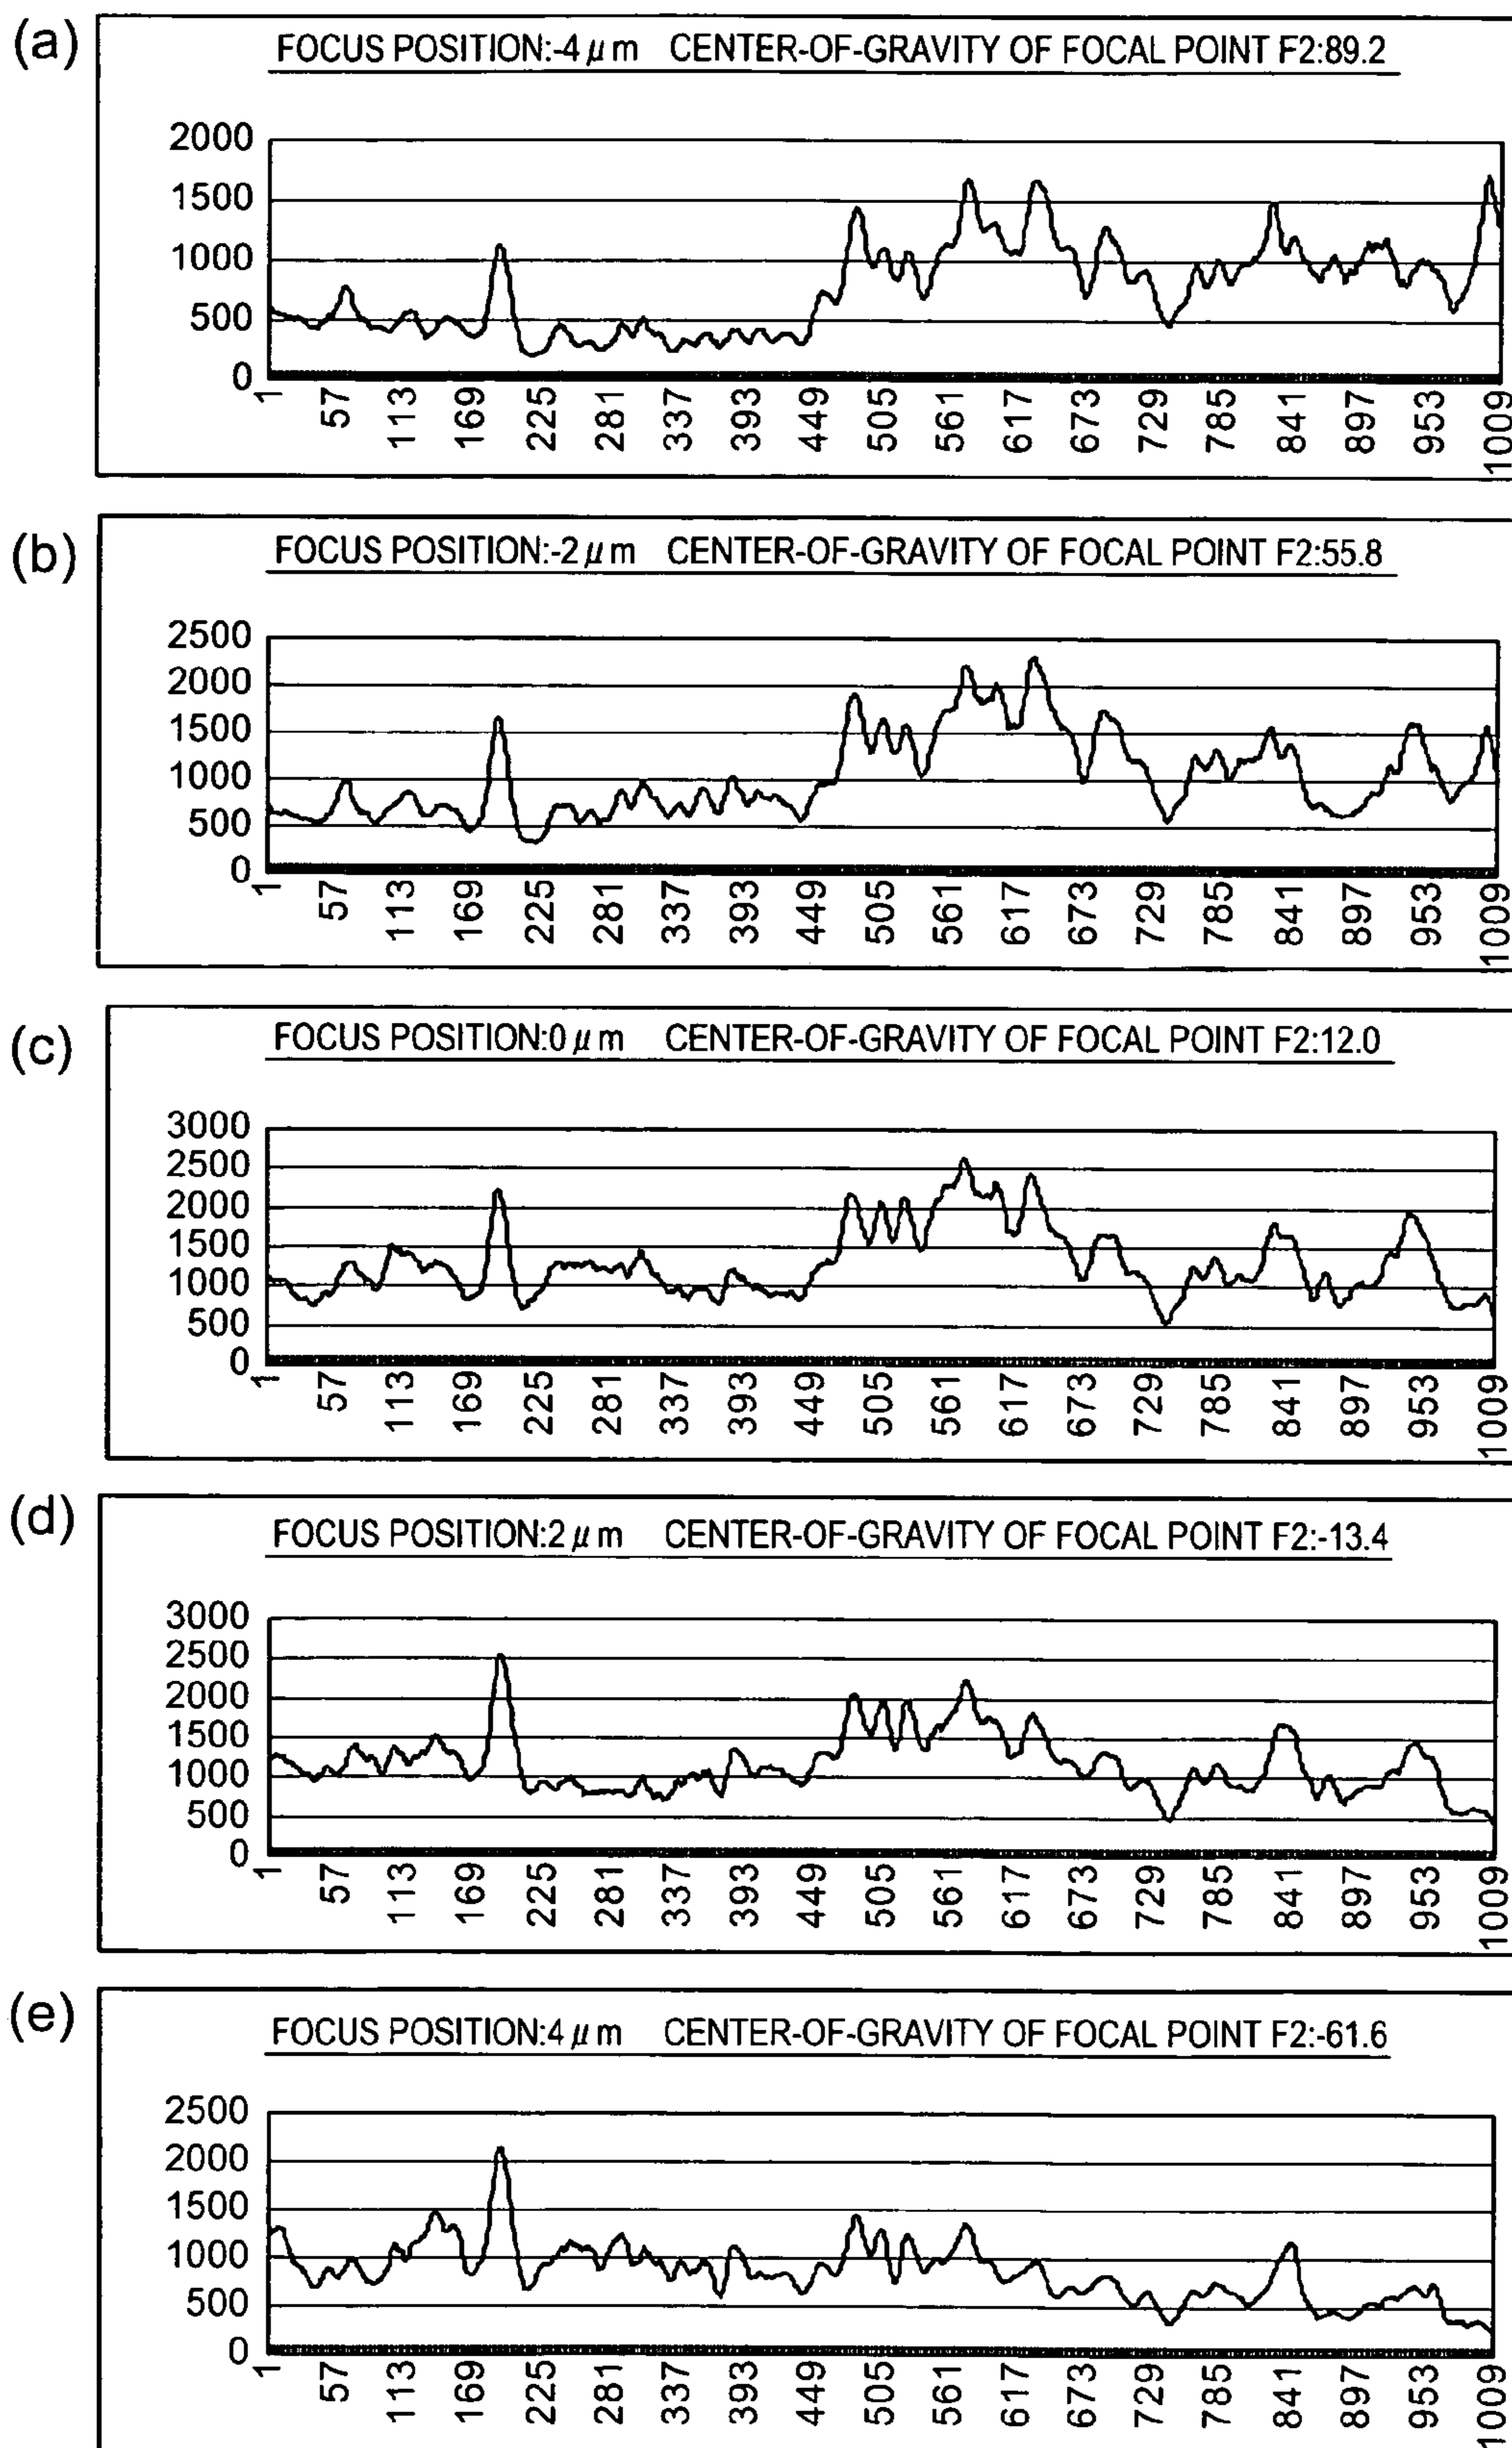 (a)
FOCUS POSITION:-4 μm CENTER-OF-GRAVITY OF FOCAL POINT F2:89.2
2000
1500
1000
500
0
1 57 113 169 225 281 337 393 449 505 561 617 673 729 785 841 897 953 1009
(b)
FOCUS POSITION:-2 μm CENTER-OF-GRAVITY OF FOCAL POINT F2:55.8
2500
2000
1500
1000
500
0
1 57 113 169 225 281 337 393 449 505 561 617 673 729 785 841 897 953 1009
(c)
FOCUS POSITION:0 μm CENTER-OF-GRAVITY OF FOCAL POINT F2:12.0
3000
2500
2000
1500
1000
500
0
1 57 113 169 225 281 337 393 449 505 561 617 673 729 785 841 897 953 1009
(d)
FOCUS POSITION:2 μm CENTER-OF-GRAVITY OF FOCAL POINT F2:-13.4
3000
2500
2000
1500
1000
500
0
1 57 113 169 225 281 337 393 449 505 561 617 673 729 785 841 897 953 1009
(e)
FOCUS POSITION:4 μm CENTER-OF-GRAVITY OF FOCAL POINT F2:-61.6
2500
2000
1500
1000
500
0
1 57 113 169 225 281 337 393 449 505 561 617 673 729 785 841 897 953 1009